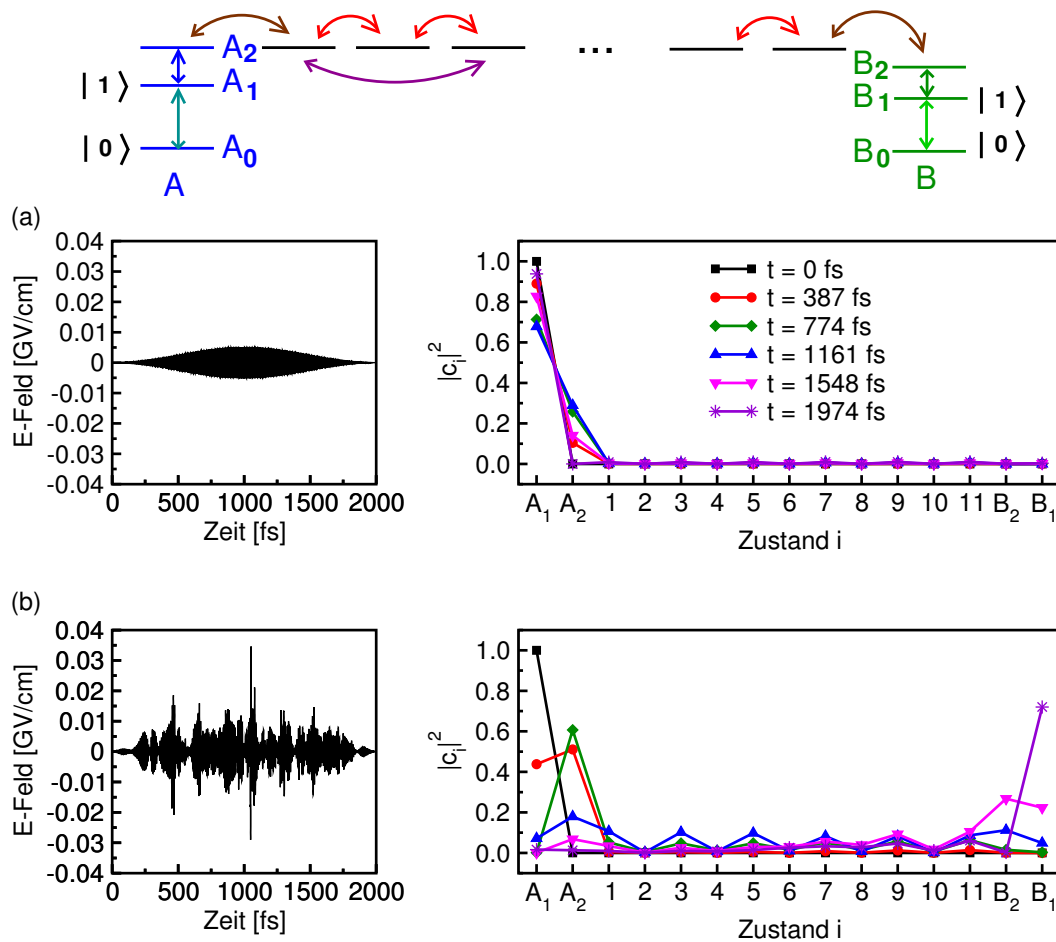 A₂ ... B₂
|1⟩ A₁ B₁ |1⟩
|0⟩ A₀ B₀ |0⟩
A B
(a)
E-Feld [GV/cm]
0.04
0.03
0.02
0.01
0
-0.01
-0.02
-0.03
-0.04
0 500 1000 1500 2000
Zeit [fs]
|cᵢ|²
1.0
0.8
0.6
0.4
0.2
0.0
t = 0 fs
t = 387 fs
t = 774 fs
t = 1161 fs
t = 1548 fs
t = 1974 fs
A₁ A₂ 1 2 3 4 5 6 7 8 9 10 11 B₂ B₁
Zustand i
(b)
E-Feld [GV/cm]
0.04
0.03
0.02
0.01
0
-0.01
-0.02
-0.03
-0.04
0 500 1000 1500 2000
Zeit [fs]
|cᵢ|²
1.0
0.8
0.6
0.4
0.2
0.0
A₁ A₂ 1 2 3 4 5 6 7 8 9 10 11 B₂ B₁
Zustand i